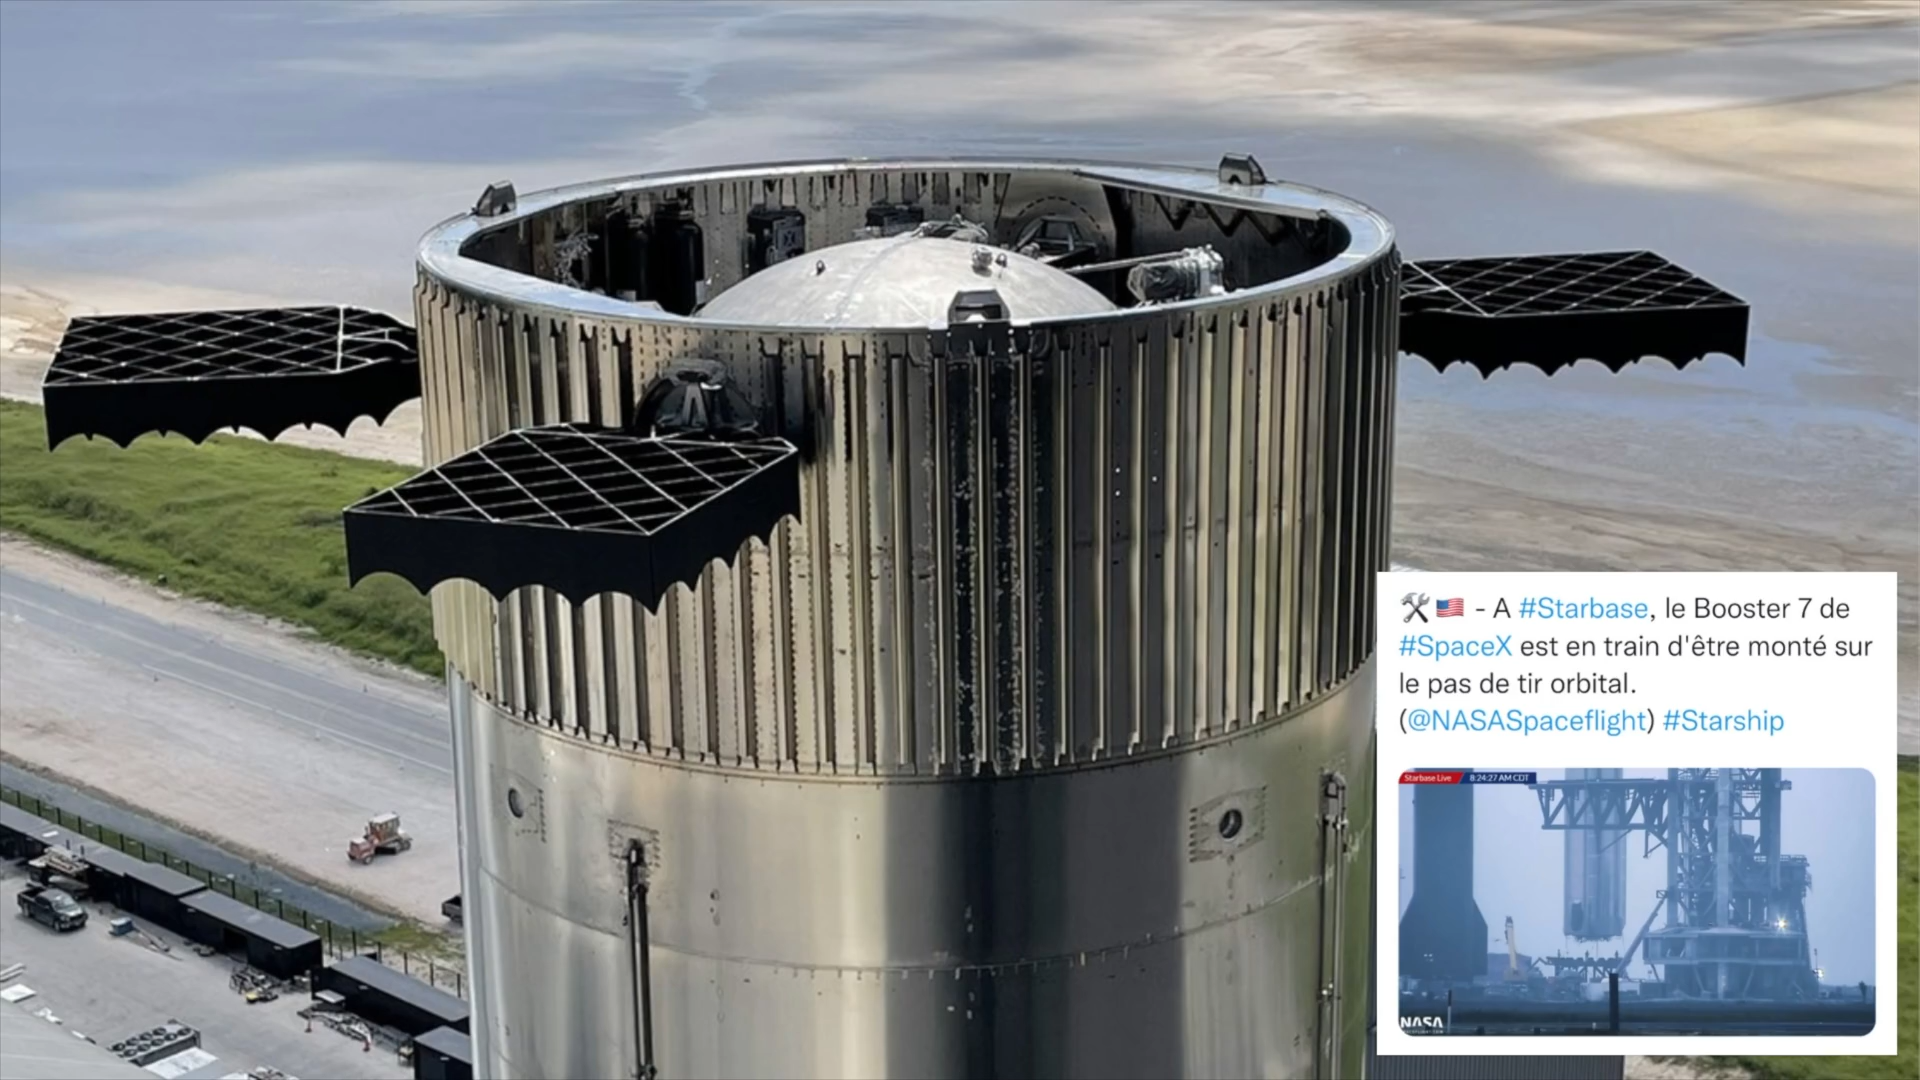 🛠️🇺🇸 - A #Starbase, le Booster 7 de
#SpaceX est en train d'être monté sur
le pas de tir orbital.
(@NASASpaceflight) #Starship
Starbase Live 8:24:27 AM CDT
NASA